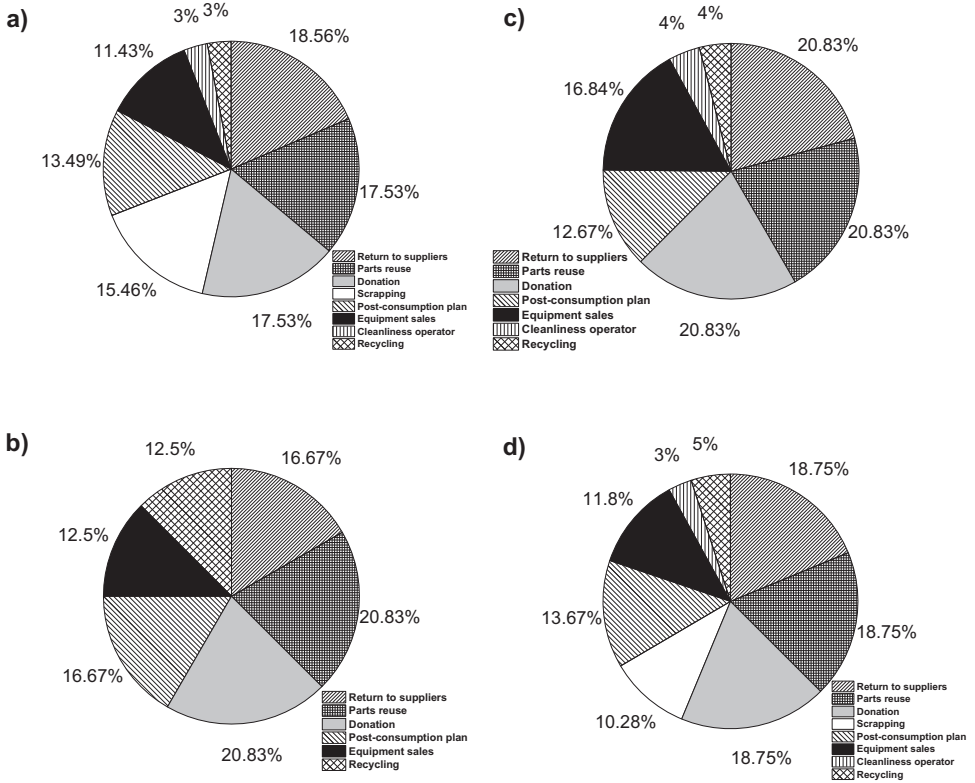 a)
3% 3%
18.56%
11.43%
13.49%
17.53%
15.46%
17.53%
Return to suppliers
Parts reuse
Donation
Scrapping
Post-consumption plan
Equipment sales
Cleanliness operator
Recycling
c)
4% 4%
20.83%
16.84%
12.67%
20.83%
20.83%
Return to suppliers
Parts reuse
Donation
Post-consumption plan
Equipment sales
Cleanliness operator
Recycling
b)
12.5%
16.67%
12.5%
20.83%
16.67%
20.83%
Return to suppliers
Parts reuse
Donation
Post-consumption plan
Equipment sales
Recycling
d)
3% 5%
18.75%
11.8%
13.67%
18.75%
10.28%
18.75%
Return to suppliers
Parts reuse
Donation
Scrapping
Post-consumption plan
Equipment sales
Cleanliness operator
Recycling